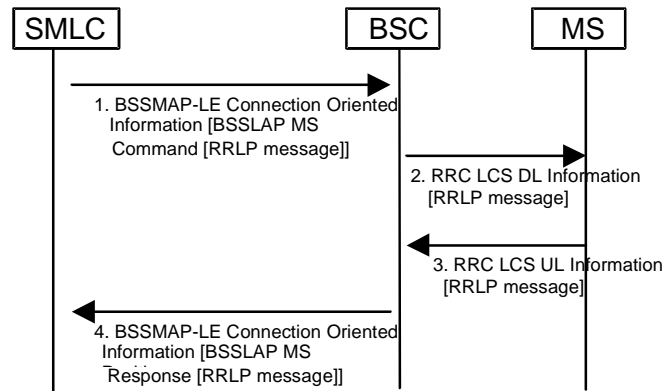 SMLC
BSC
MS
1. BSSMAP-LE Connection Oriented
Information [BSSLAP MS
Command [RRLP message]]
2. RRC LCS DL Information
[RRLP message]
3. RRC LCS UL Information
[RRLP message]
4. BSSMAP-LE Connection Oriented
Information [BSSLAP MS
Response [RRLP message]]